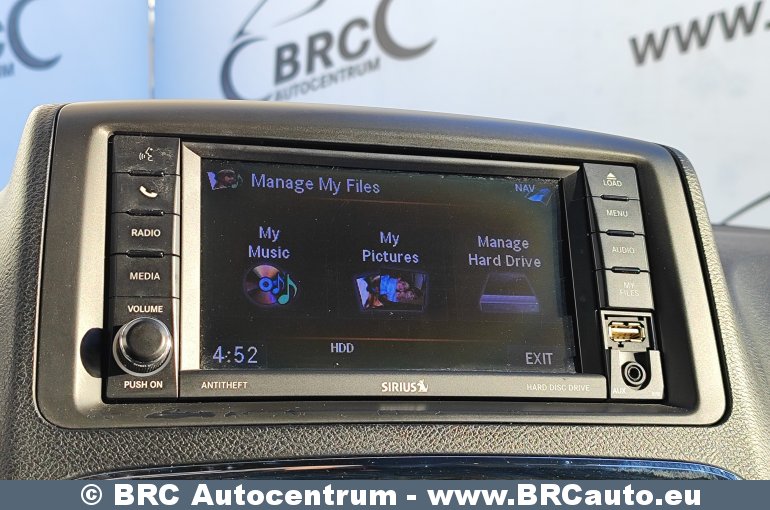 BRC
AUTOCENTRUM
www.
LOAD
RADIO
MEDIA
VOLUME
PUSH ON
Manage My Files
NAV
My
Music
My
Pictures
Manage
Hard Drive
4:52
HDD
EXIT
MENU
AUDIO
MY
FILES
AUX
ANTITHEFT
SIRIUS
HARD DISC DRIVE
© BRC Autocentrum - www.BRCauto.eu